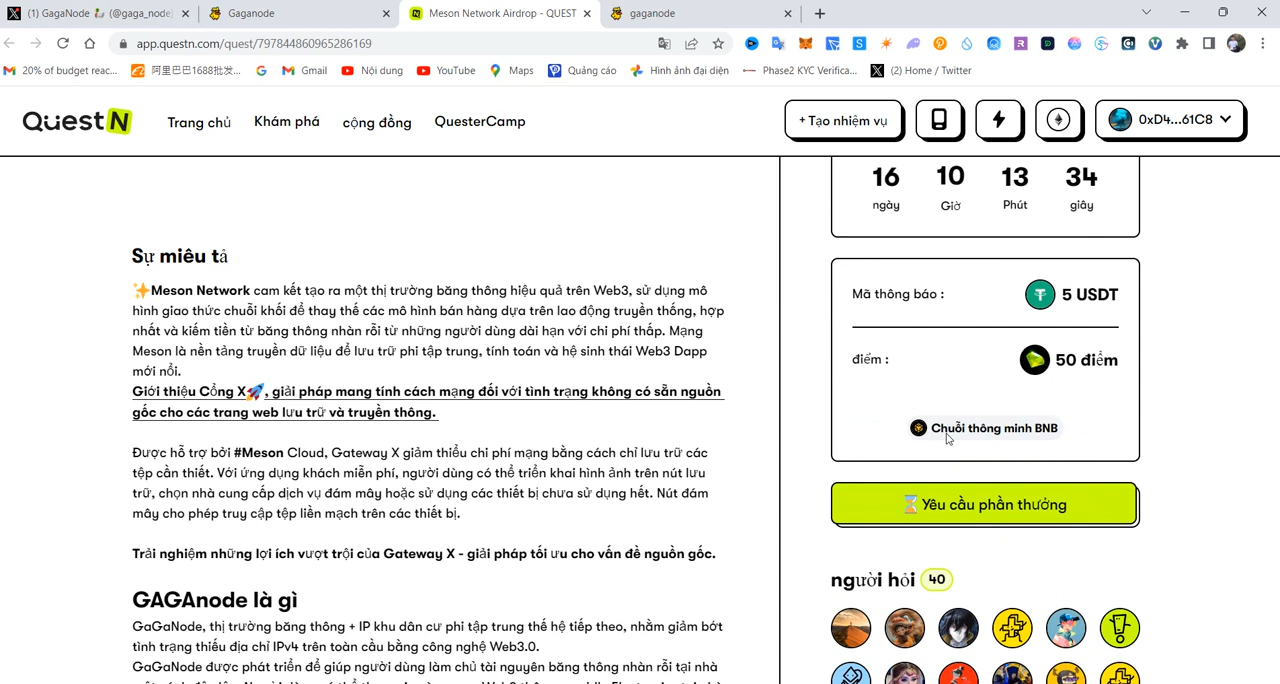 (1) GagaNode (@gaga_node)
Gaganode
Meson Network Airdrop - QUEST
gaganode
app.questn.com/quest/797844860965286169
20% of budget reac...
阿里巴巴1688批发...
Gmail
Nội dung
YouTube
Maps
Quảng cáo
Hình ảnh đại diện
Phase2 KYC Verifica...
(2) Home / Twitter
QuestN
Trang chủ
Khám phá
cộng đồng
QuesterCamp
+ Tạo nhiệm vụ
0xD4...61C8
16
10
13
34
ngày
Giờ
Phút
giây
Sự miêu tả
✨Meson Network cam kết tạo ra một thị trường băng thông hiệu quả trên Web3, sử dụng mô
hình giao thức chuỗi khối để thay thế các mô hình bán hàng dựa trên lao động truyền thống, hợp
nhất và kiếm tiền từ băng thông nhàn rỗi từ những người dùng dài hạn với chi phí thấp. Mạng
Meson là nền tảng truyền dữ liệu để lưu trữ phi tập trung, tính toán và hệ sinh thái Web3 Dapp
mới nổi.
Giới thiệu Cổng X🚀, giải pháp mang tính cách mạng đối với tình trạng không có sẵn nguồn
gốc cho các trang web lưu trữ và truyền thông.
Được hỗ trợ bởi #Meson Cloud, Gateway X giảm thiểu chi phí mạng bằng cách chỉ lưu trữ các
tệp cần thiết. Với ứng dụng khách miễn phí, người dùng có thể triển khai hình ảnh trên nút lưu
trữ, chọn nhà cung cấp dịch vụ đám mây hoặc sử dụng các thiết bị chưa sử dụng hết. Nút đám
mây cho phép truy cập tệp liền mạch trên các thiết bị.
Trải nghiệm những lợi ích vượt trội của Gateway X - giải pháp tối ưu cho vấn đề nguồn gốc.
GAGAnode là gì
GaGaNode, thị trường băng thông + IP khu dân cư phi tập trung thế hệ tiếp theo, nhằm giảm bớt
tình trạng thiếu địa chỉ IPv4 trên toàn cầu bằng công nghệ Web3.0.
GaGaNode được phát triển để giúp người dùng làm chủ tài nguyên băng thông nhàn rỗi tại nhà
Mã thông báo :
5 USDT
điểm :
50 điểm
Chuỗi thông minh BNB
⌛Yêu cầu phần thưởng
người hỏi
40